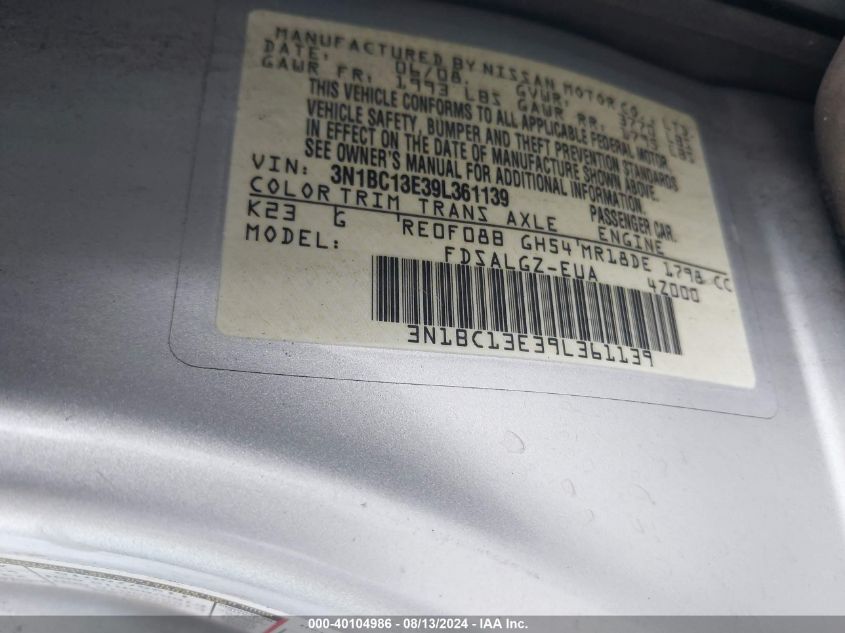 MANUFACTURED BY NISSAN MOTOR CO., LTD.
DATE: 06/08 GVWR:
GAWR FR: 1993 LBS GAWR RR: LBS
THIS VEHICLE CONFORMS TO ALL APPLICABLE FEDERAL MOTOR
VEHICLE SAFETY, BUMPER AND THEFT PREVENTION STANDARDS
IN EFFECT ON THE DATE OF MANUFACTURE SHOWN ABOVE.
SEE OWNER'S MANUAL FOR ADDITIONAL INFORMATION.
VIN: 3N1BC13E39L361139 PASSENGER CAR.
COLOR TRIM TRANS AXLE ENGINE
K23 G RE0F08B GH54 MR18DE 1798 CC
MODEL: FDSALGZ-EUA 4Z000
3N1BC13E39L361139
000-40104986 - 08/13/2024 - IAA Inc.